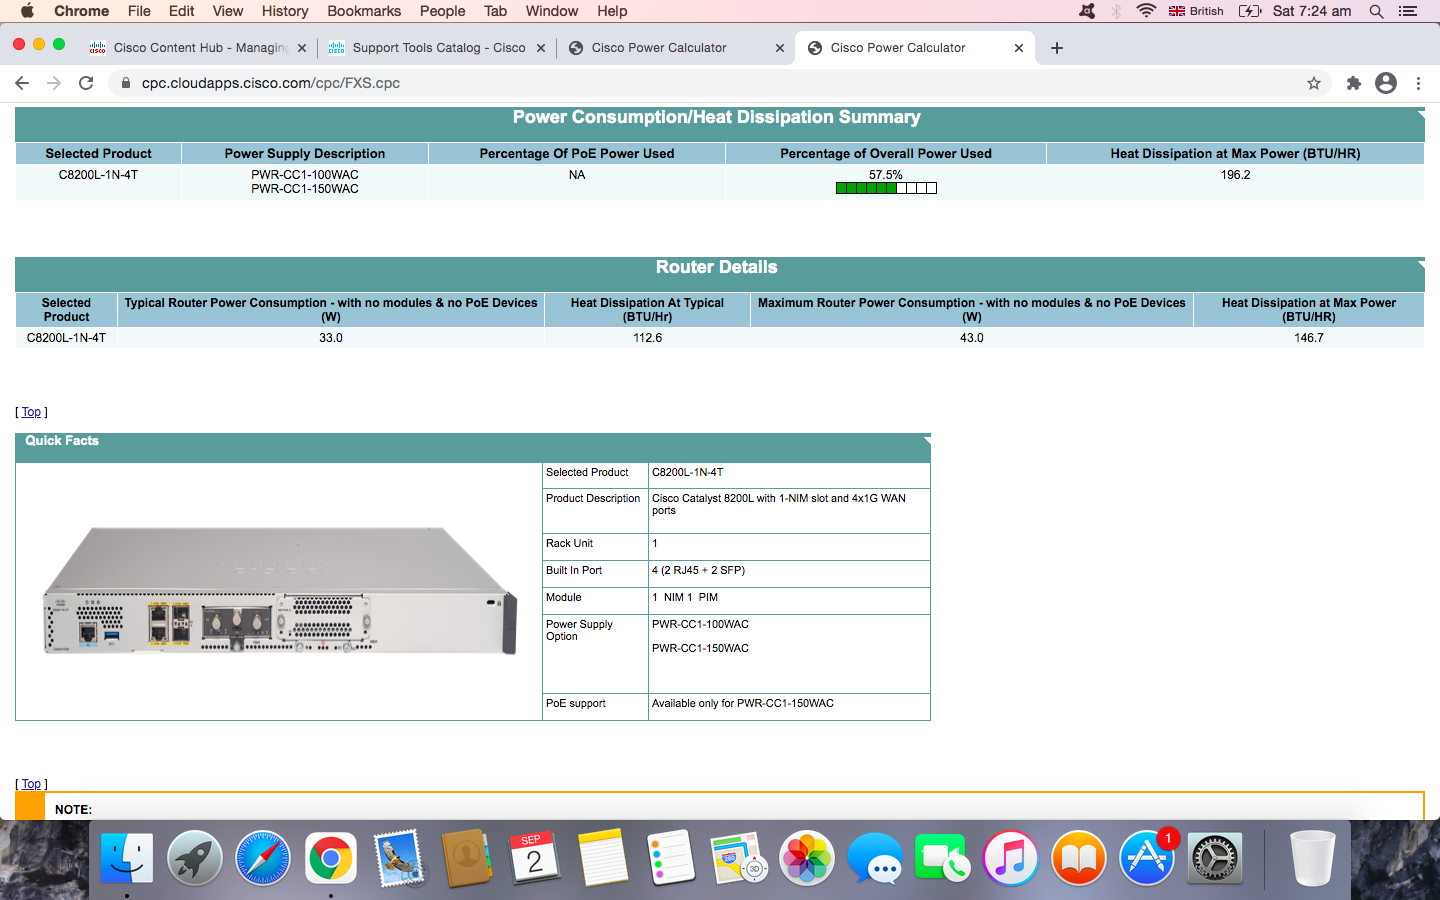 Chrome File Edit View History Bookmarks People Tab Window Help British Sat 7:24 am
Cisco Content Hub - Managing Support Tools Catalog - Cisco Cisco Power Calculator Cisco Power Calculator
cpc.cloudapps.cisco.com/cpc/FXS.cpc
Power Consumption/Heat Dissipation Summary
Selected Product Power Supply Description Percentage Of PoE Power Used Percentage of Overall Power Used Heat Dissipation at Max Power (BTU/HR)
C8200L-1N-4T PWR-CC1-100WAC NA 57.5% 196.2
PWR-CC1-150WAC
Router Details
Selected Typical Router Power Consumption - with no modules & no PoE Devices Heat Dissipation At Typical Maximum Router Power Consumption - with no modules & no PoE Devices Heat Dissipation at Max Power
Product (W) (BTU/Hr) (W) (BTU/HR)
C8200L-1N-4T 33.0 112.6 43.0 146.7
[ Top ]
Quick Facts
Selected Product C8200L-1N-4T
Product Description Cisco Catalyst 8200L with 1-NIM slot and 4x1G WAN
ports
Rack Unit 1
Built In Port 4 (2 RJ45 + 2 SFP)
Module 1 NIM 1 PIM
Power Supply PWR-CC1-100WAC
Option
PWR-CC1-150WAC
PoE support Available only for PWR-CC1-150WAC
[ Top ]
NOTE:
SEP
2
280
3D
1